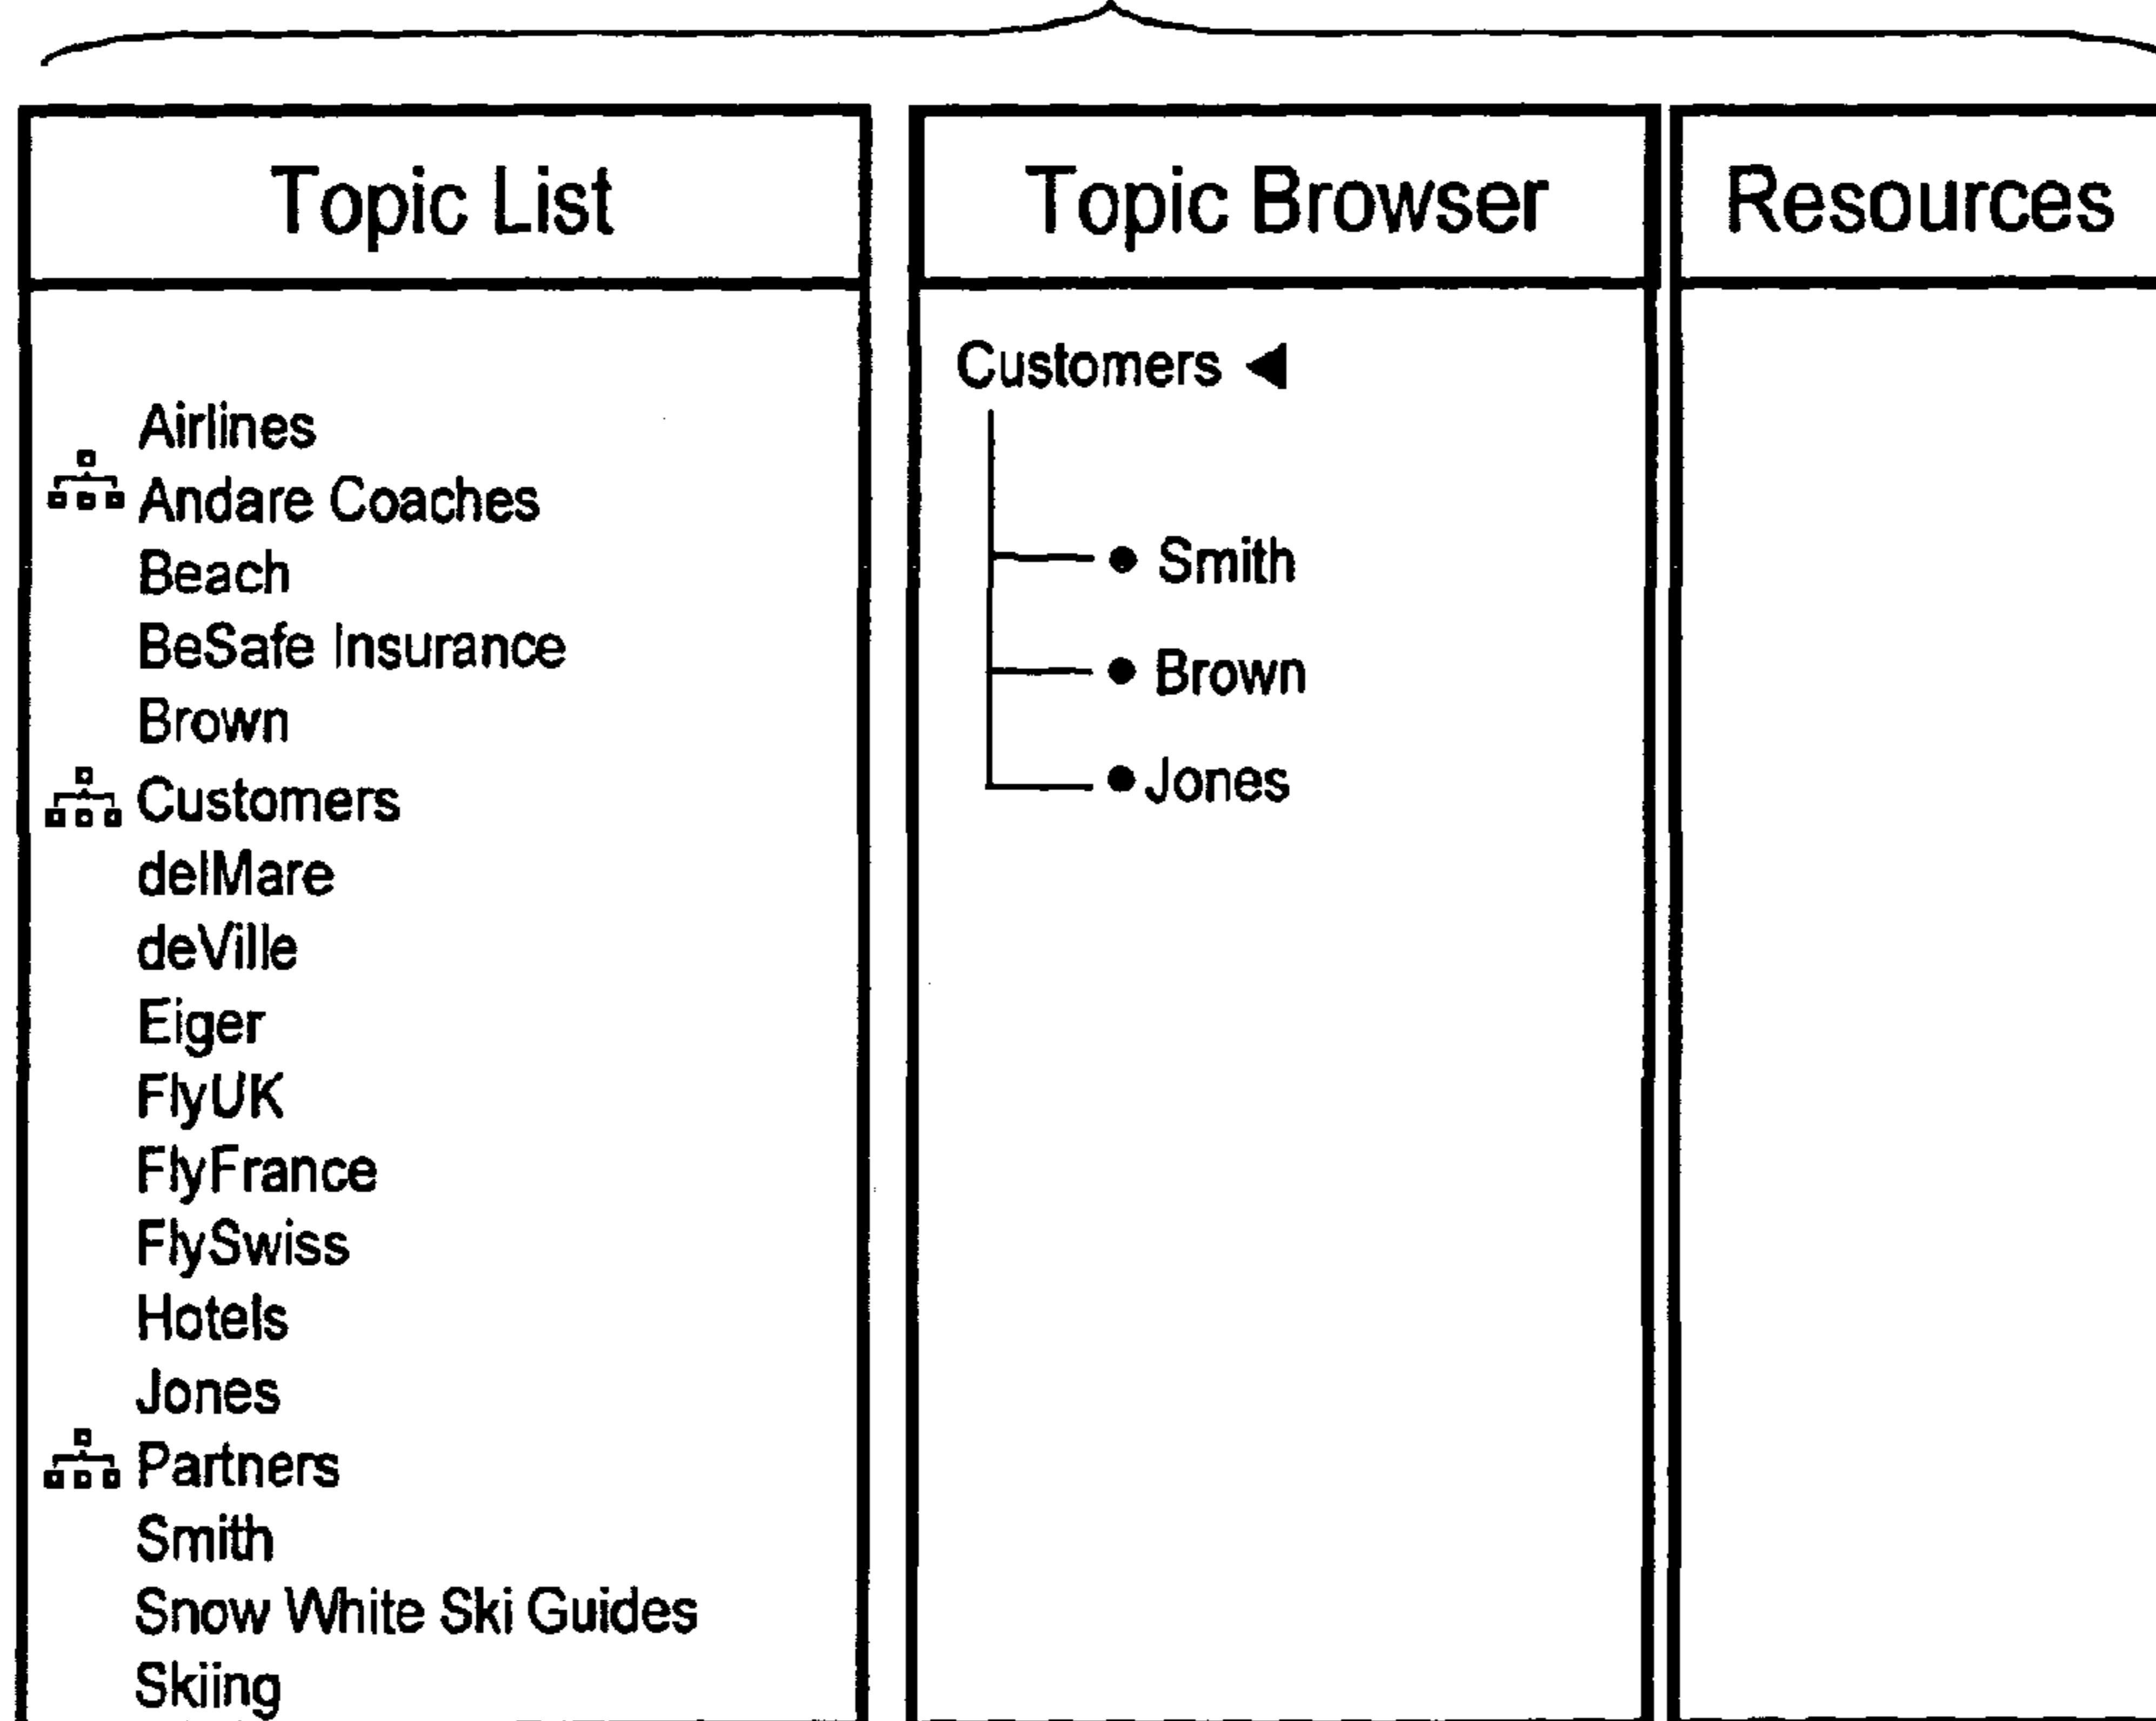 Topic List
Airlines
Andare Coaches
Beach
BeSafe Insurance
Brown
Customers
delMare
deVille
Eiger
FlyUK
FlyFrance
FlySwiss
Hotels
Jones
Partners
Smith
Snow White Ski Guides
Skiing
Topic Browser
Customers
Smith
Brown
Jones
Resources